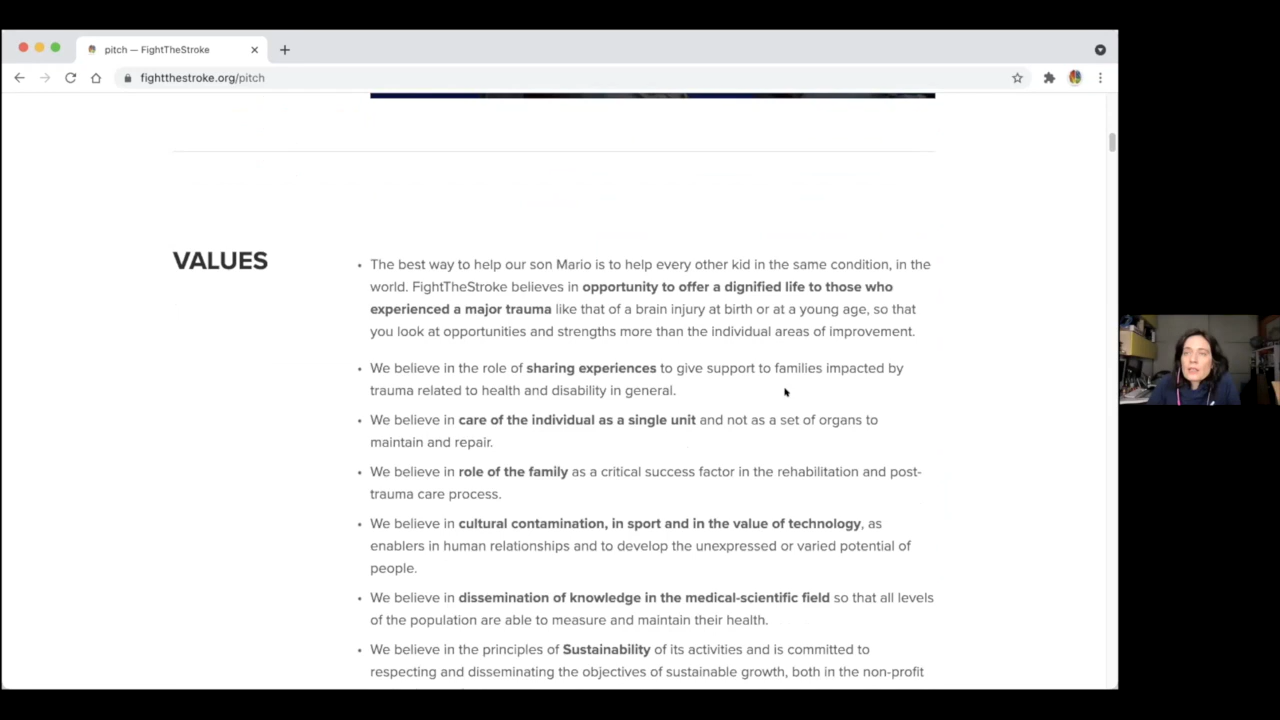 pitch — FightTheStroke
fightthestroke.org/pitch
VALUES
• The best way to help our son Mario is to help every other kid in the same condition, in the
world. FightTheStroke believes in opportunity to offer a dignified life to those who
experienced a major trauma like that of a brain injury at birth or at a young age, so that
you look at opportunities and strengths more than the individual areas of improvement.
• We believe in the role of sharing experiences to give support to families impacted by
trauma related to health and disability in general.
• We believe in care of the individual as a single unit and not as a set of organs to
maintain and repair.
• We believe in role of the family as a critical success factor in the rehabilitation and post-
trauma care process.
• We believe in cultural contamination, in sport and in the value of technology, as
enablers in human relationships and to develop the unexpressed or varied potential of
people.
• We believe in dissemination of knowledge in the medical-scientific field so that all levels
of the population are able to measure and maintain their health.
• We believe in the principles of Sustainability of its activities and is committed to
respecting and disseminating the objectives of sustainable growth, both in the non-profit